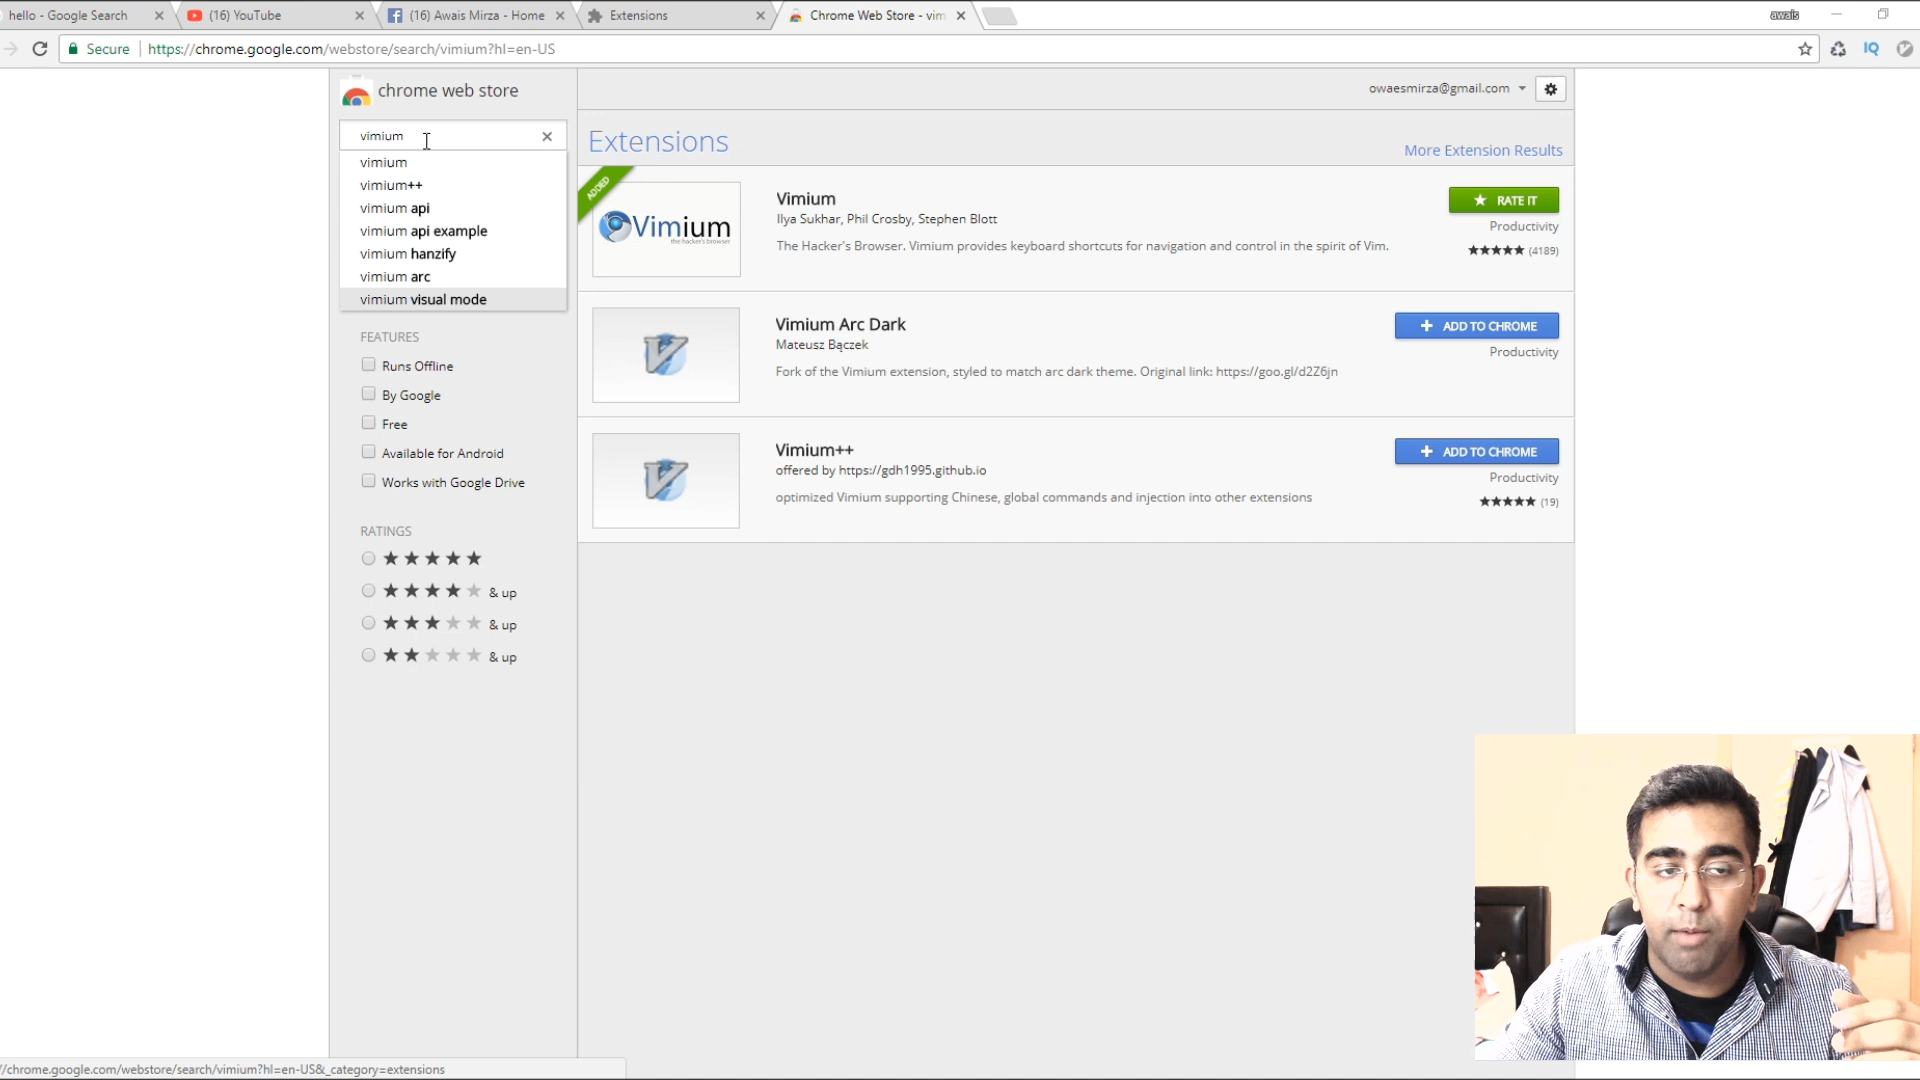 hello - Google Search
(16) YouTube
(16) Awais Mirza - Home
Extensions
Chrome Web Store - vim
awais
Secure
https://chrome.google.com/webstore/search/vimium?hl=en-US
IQ
chrome web store
owaesmirza@gmail.com
vimium
vimium
vimium++
vimium api
vimium api example
vimium hanzify
vimium arc
vimium visual mode
FEATURES
Runs Offline
By Google
Free
Available for Android
Works with Google Drive
RATINGS
& up
& up
& up
Extensions
More Extension Results
ADDED
Vimium
the hacker's browser
Vimium
Ilya Sukhar, Phil Crosby, Stephen Blott
The Hacker's Browser. Vimium provides keyboard shortcuts for navigation and control in the spirit of Vim.
RATE IT
Productivity
(4189)
Vimium Arc Dark
Mateusz Bączek
Fork of the Vimium extension, styled to match arc dark theme. Original link: https://goo.gl/d2Z6jn
ADD TO CHROME
Productivity
Vimium++
offered by https://gdh1995.github.io
optimized Vimium supporting Chinese, global commands and injection into other extensions
ADD TO CHROME
Productivity
(19)
//chrome.google.com/webstore/search/vimium?hl=en-US&_category=extensions